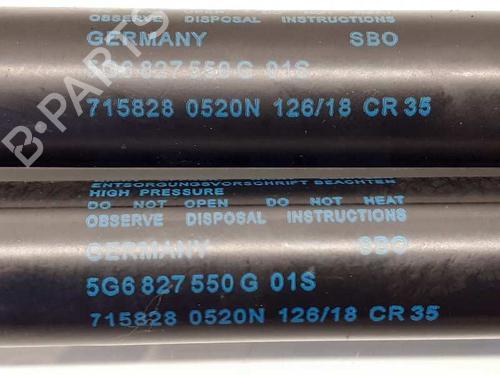 OBSERVE DISPOSAL INSTRUCTIONS
GERMANY SBO
5G6 827 550 G 01S
715828 0520N 126/18 CR 35
ENTSORGUNGSVORSCHRIFT BEACHTEN
HIGH PRESSURE
DO NOT OPEN DO NOT HEAT
OBSERVE DISPOSAL INSTRUCTIONS
GERMANY SBO
5G6 827 550 G 01S
715828 0520N 126/18 CR 35
B-PARTS